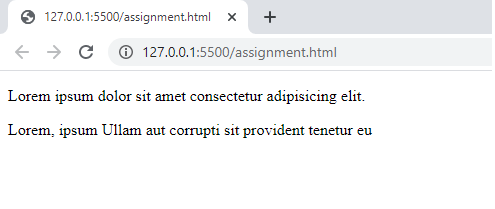 127.0.0.1:5500/assignment.html
127.0.0.1:5500/assignment.html
Lorem ipsum dolor sit amet consectetur adipisicing elit.
Lorem, ipsum Ullam aut corrupti sit provident tenetur eu